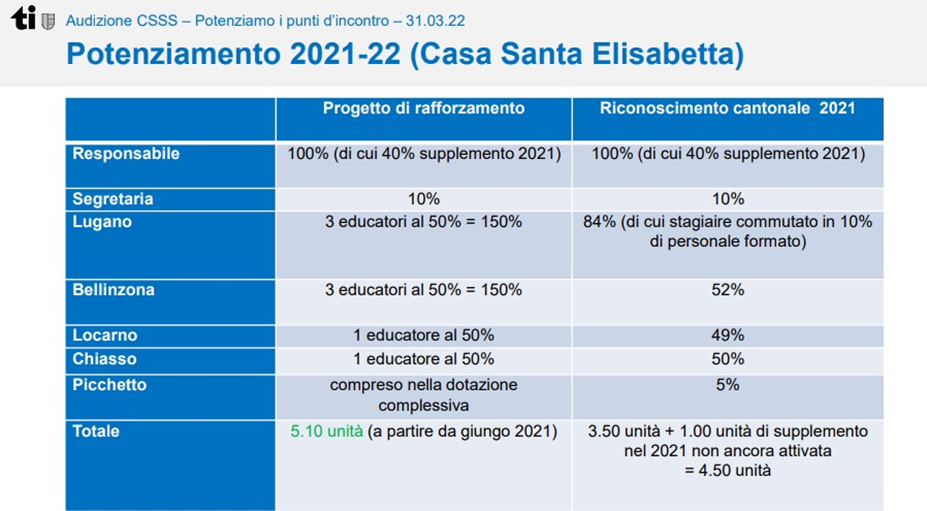 ti
Audizione CSSS – Potenziamo i punti d'incontro – 31.03.22
Potenziamento 2021-22 (Casa Santa Elisabetta)
Progetto di rafforzamento
Riconoscimento cantonale 2021
Responsabile
100% (di cui 40% supplemento 2021)
100% (di cui 40% supplemento 2021)
Segretaria
10%
10%
Lugano
3 educatori al 50% = 150%
84% (di cui stagiaire commutato in 10%
di personale formato)
Bellinzona
3 educatori al 50% = 150%
52%
Locarno
1 educatore al 50%
49%
Chiasso
1 educatore al 50%
50%
Picchetto
compreso nella dotazione
complessiva
5%
Totale
5.10 unità (a partire da giungo 2021)
3.50 unità + 1.00 unità di supplemento
nel 2021 non ancora attivata
= 4.50 unità